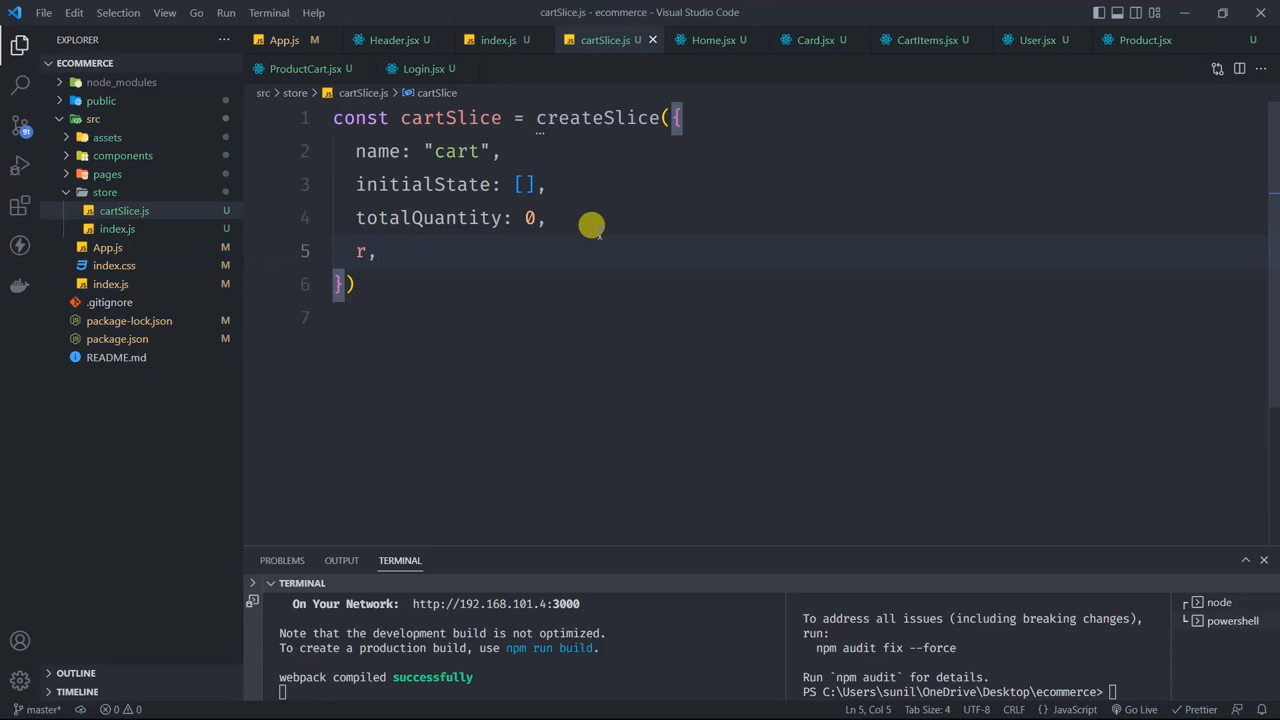 File Edit Selection View Go Run Terminal Help
cartSlice.js - ecommerce - Visual Studio Code
EXPLORER
ECOMMERCE
node_modules
public
src
assets
components
pages
store
cartSlice.js U
index.js U
App.js M
index.css M
index.js M
.gitignore
package-lock.json M
package.json M
README.md
OUTLINE
TIMELINE
91
App.js M Header.jsx U index.js U cartSlice.js U Home.jsx U Card.jsx U CartItems.jsx U User.jsx U Product.jsx U
ProductCart.jsx U Login.jsx U
src > store > cartSlice.js > cartSlice
1 const cartSlice = createSlice({
2 name: "cart",
3 initialState: [],
4 totalQuantity: 0,
5 r,
6 })
7
PROBLEMS OUTPUT TERMINAL
TERMINAL
On Your Network: http://192.168.101.4:3000
Note that the development build is not optimized.
To create a production build, use npm run build.
webpack compiled successfully
To address all issues (including breaking changes),
run:
npm audit fix --force
Run `npm audit` for details.
PS C:\Users\sunil\OneDrive\Desktop\ecommerce>
node
powershell
master* 0 0 Ln 5, Col 5 Tab Size: 4 UTF-8 CRLF JavaScript Go Live Prettier